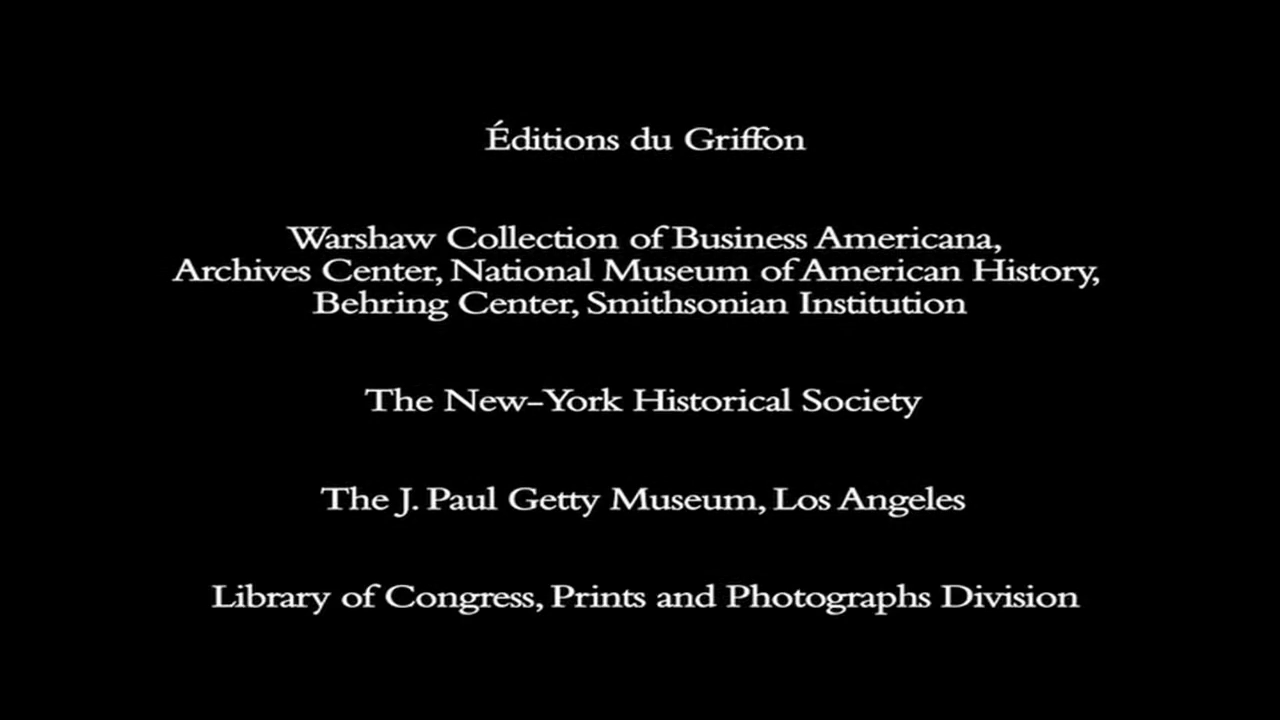 Éditions du Griffon
Warshaw Collection of Business Americana,
Archives Center, National Museum of American History,
Behring Center, Smithsonian Institution
The New–York Historical Society
The J. Paul Getty Museum, Los Angeles
Library of Congress, Prints and Photographs Division